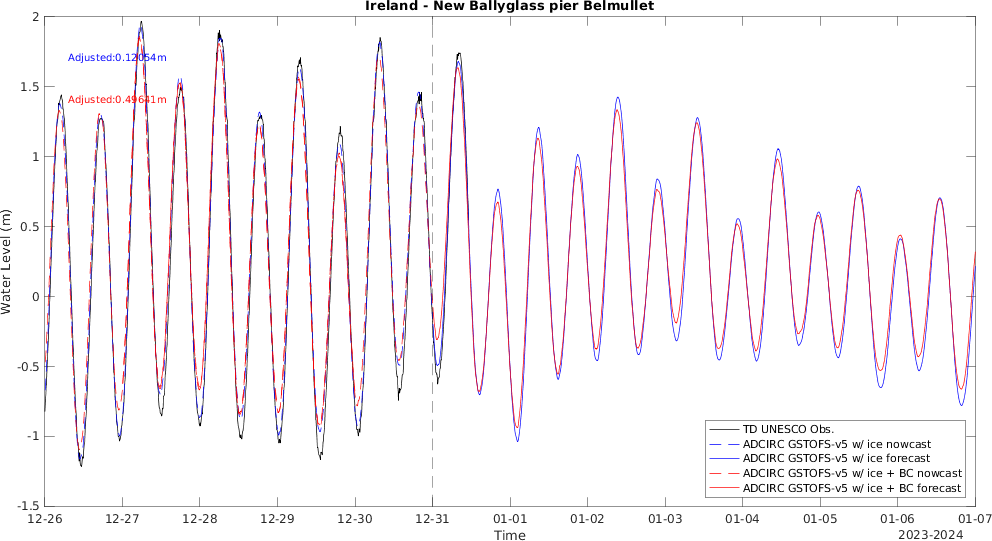 Ireland - New Ballyglass pier Belmullet
Adjusted:0.12054m
Adjusted:0.49641m
Water Level (m)
2
1.5
1
0.5
0
-0.5
-1
-1.5
12-26 12-27 12-28 12-29 12-30 12-31 01-01 01-02 01-03 01-04 01-05 01-06 01-07
Time
2023-2024
TD UNESCO Obs.
ADCIRC GSTOFS-v5 w/ ice nowcast
ADCIRC GSTOFS-v5 w/ ice forecast
ADCIRC GSTOFS-v5 w/ ice + BC nowcast
ADCIRC GSTOFS-v5 w/ ice + BC forecast